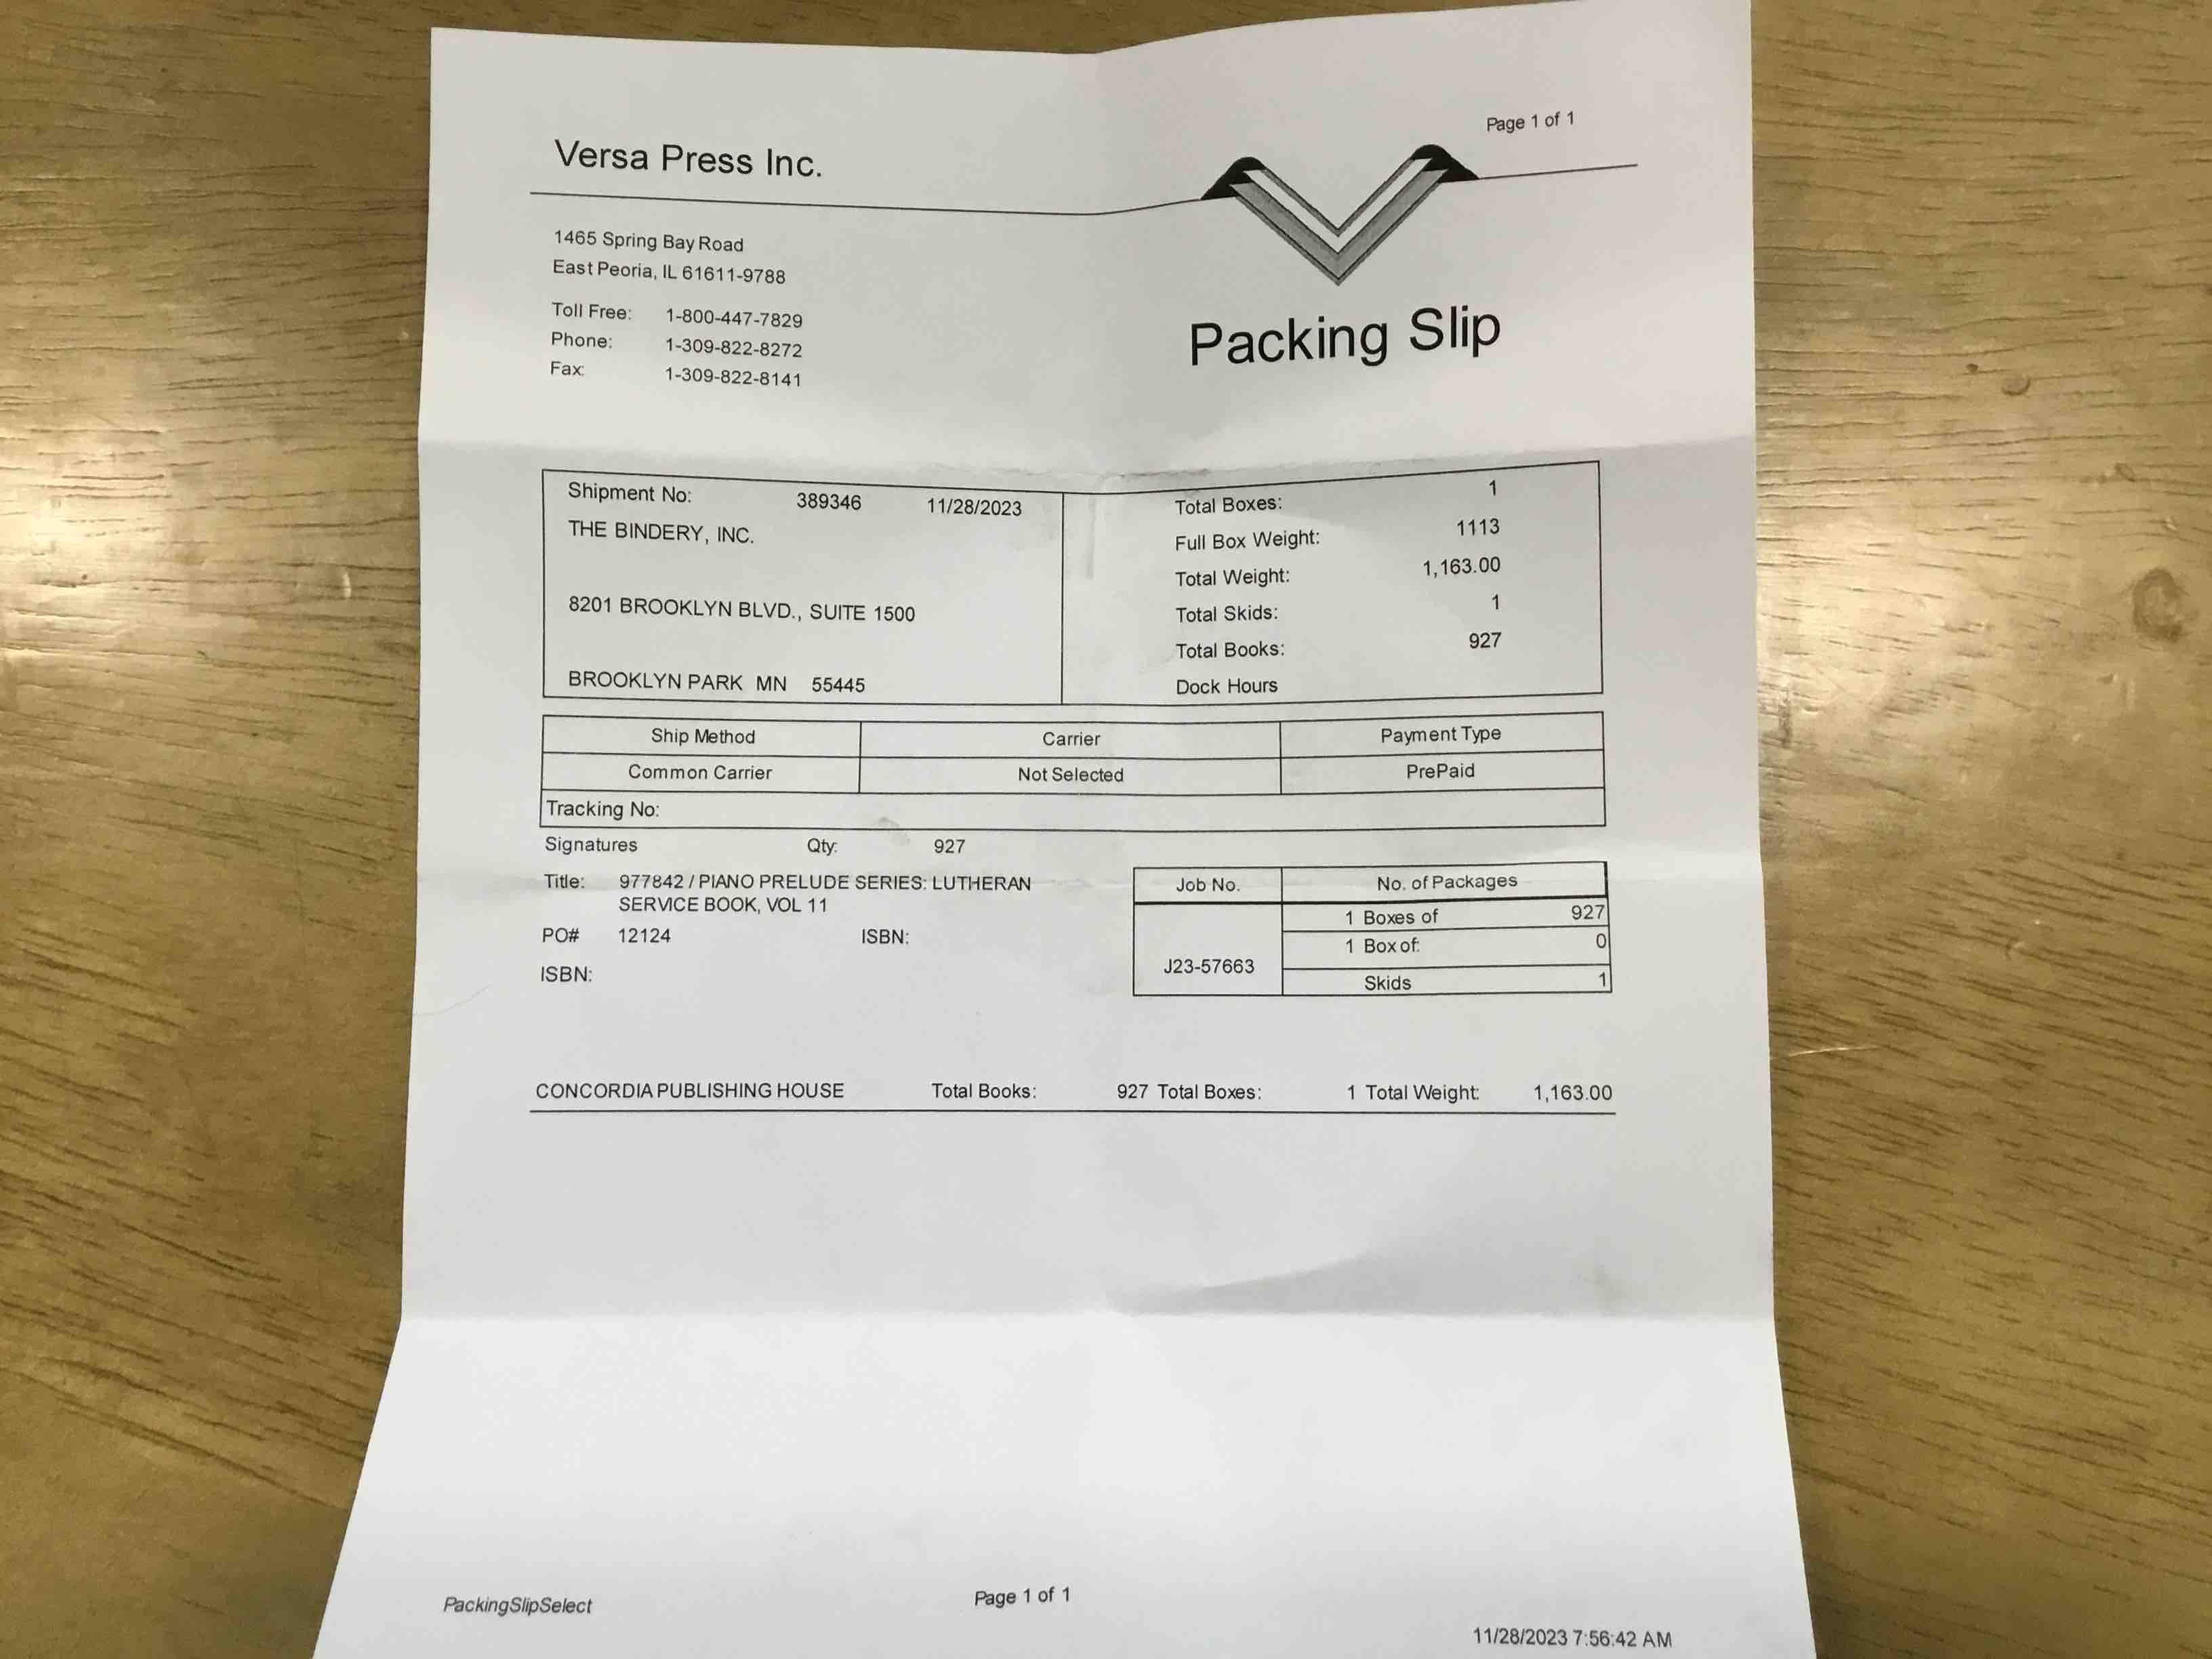 Page 1 of 1
Versa Press Inc.
1465 Spring Bay Road
East Peoria, IL 61611-9788
Toll Free: 1-800-447-7829
Phone: 1-309-822-8272
Fax: 1-309-822-8141
Packing Slip
Shipment No: 389346 11/28/2023
THE BINDERY, INC.
8201 BROOKLYN BLVD., SUITE 1500
BROOKLYN PARK MN 55445
Total Boxes: 1
Full Box Weight: 1113
Total Weight: 1,163.00
Total Skids: 1
Total Books: 927
Dock Hours
Ship Method Carrier Payment Type
Common Carrier Not Selected PrePaid
Tracking No:
Signatures Qty: 927
Title: 977842 / PIANO PRELUDE SERIES: LUTHERAN
SERVICE BOOK, VOL 11
PO# 12124 ISBN:
ISBN:
Job No. No. of Packages
1 Boxes of 927
1 Box of: 0
J23-57663
Skids 1
CONCORDIA PUBLISHING HOUSE Total Books: 927 Total Boxes: 1 Total Weight: 1,163.00
PackingSlipSelect
Page 1 of 1
11/28/2023 7:56:42 AM